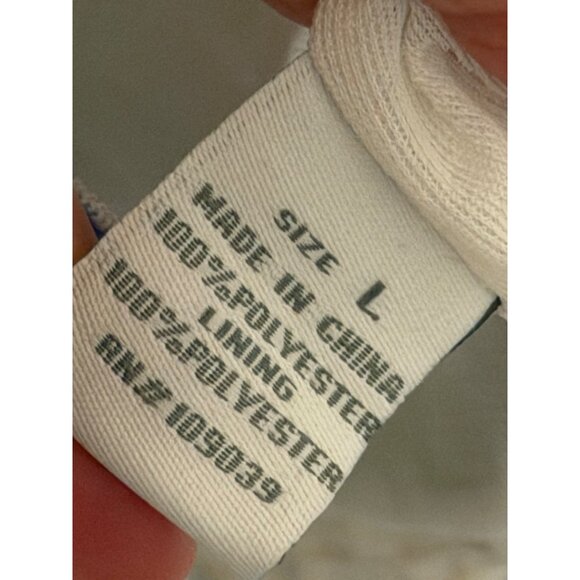 SIZE L
MADE IN CHINA
100%POLYESTER
LINING
100%POLYESTER
RN# 109039